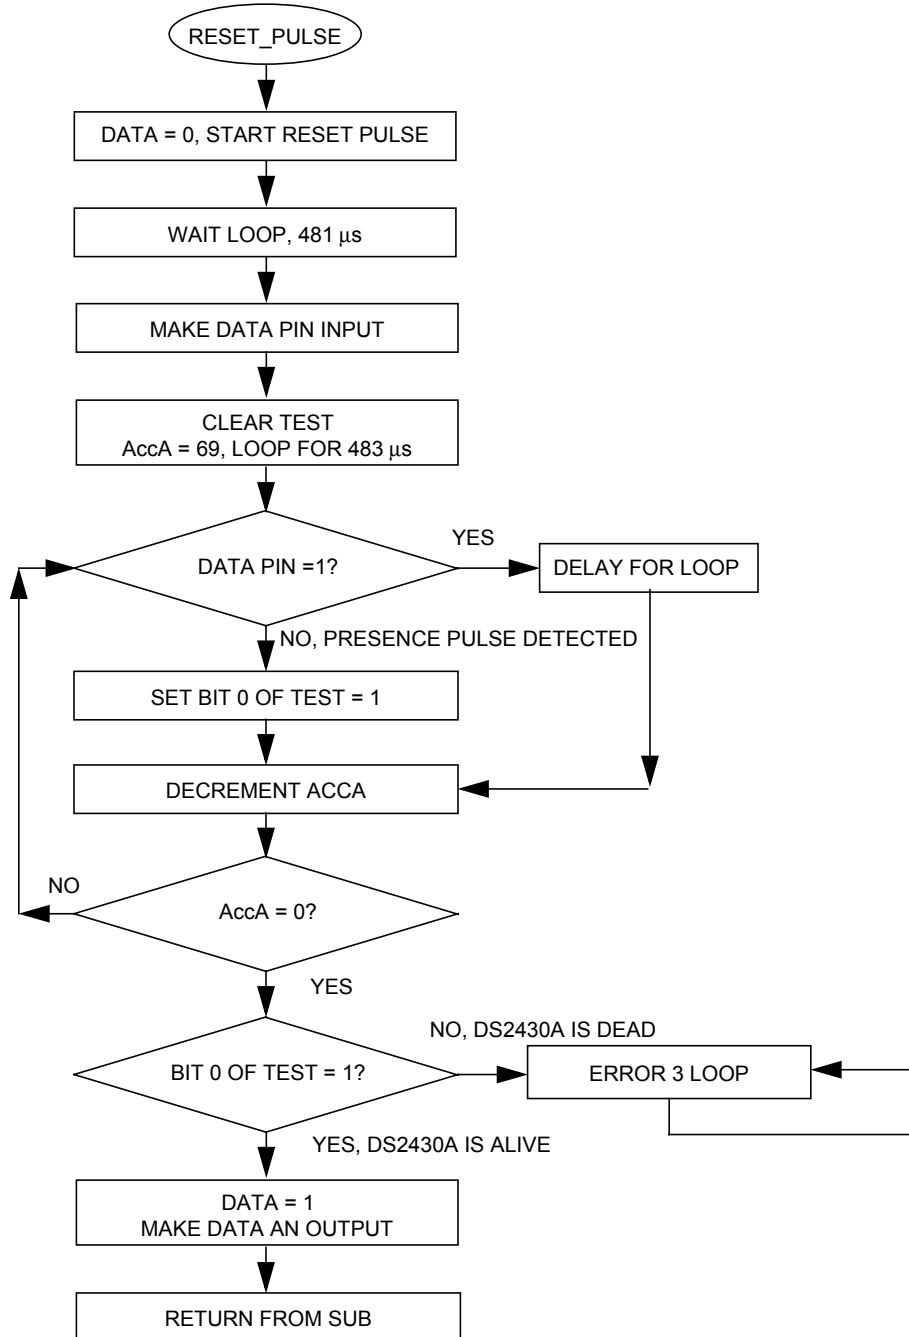 RESET_PULSE
DATA = 0, START RESET PULSE
WAIT LOOP, 481 µs
MAKE DATA PIN INPUT
CLEAR TEST
AccA = 69, LOOP FOR 483 µs
DATA PIN =1?
YES
DELAY FOR LOOP
NO, PRESENCE PULSE DETECTED
SET BIT 0 OF TEST = 1
DECREMENT ACCA
NO
AccA = 0?
YES
NO, DS2430A IS DEAD
BIT 0 OF TEST = 1?
ERROR 3 LOOP
YES, DS2430A IS ALIVE
DATA = 1
MAKE DATA AN OUTPUT
RETURN FROM SUB